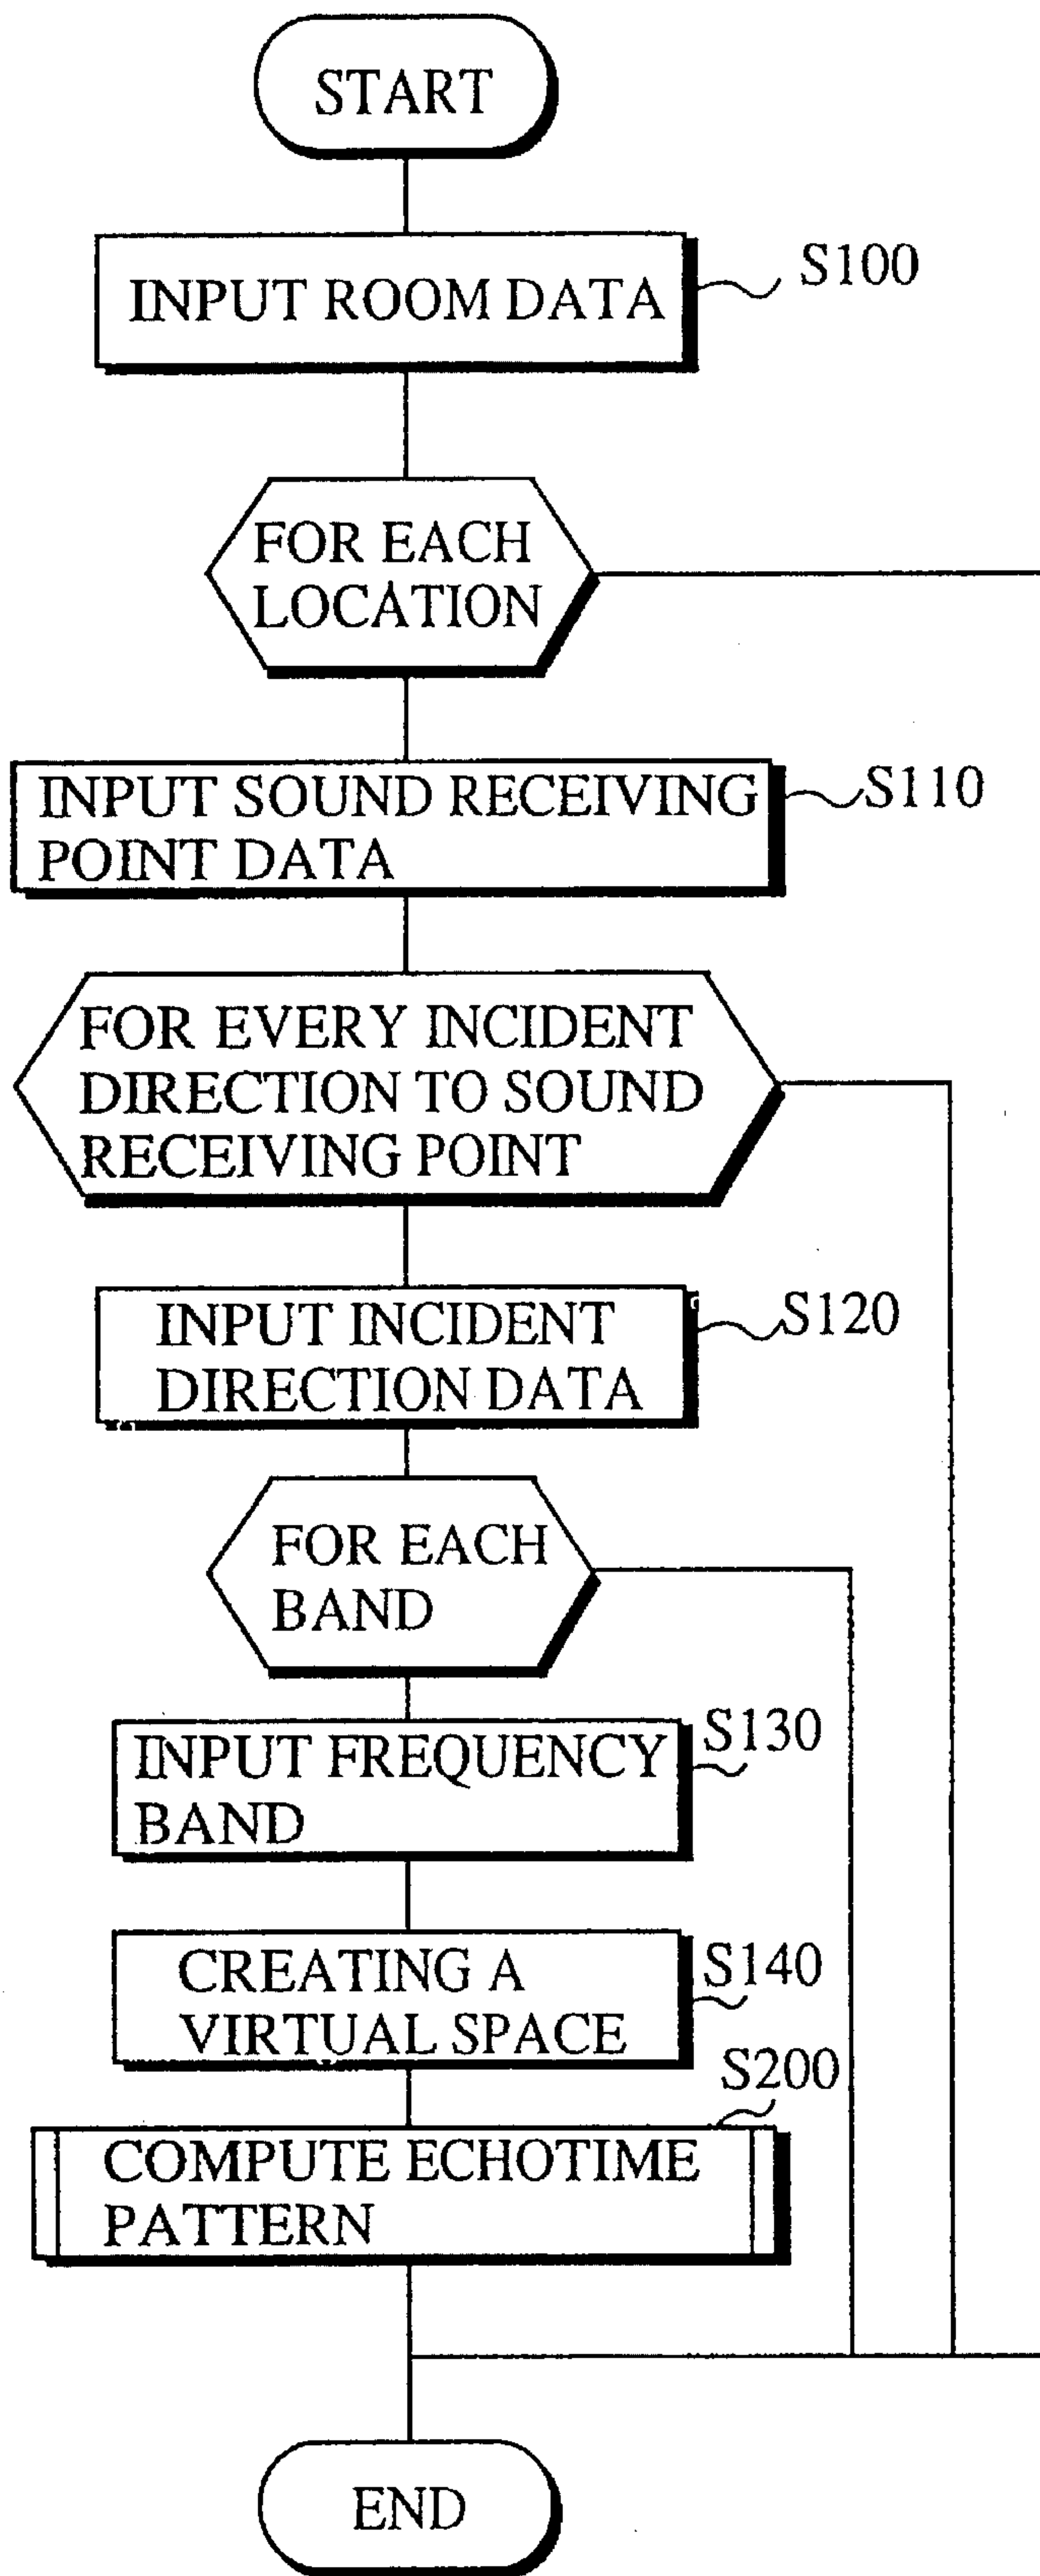 START
INPUT ROOM DATA
S100
FOR EACH
LOCATION
INPUT SOUND RECEIVING
POINT DATA
S110
FOR EVERY INCIDENT
DIRECTION TO SOUND
RECEIVING POINT
INPUT INCIDENT
DIRECTION DATA
S120
FOR EACH
BAND
INPUT FREQUENCY
BAND
S130
CREATING A
VIRTUAL SPACE
S140
COMPUTE ECHOTIME
PATTERN
S200
END